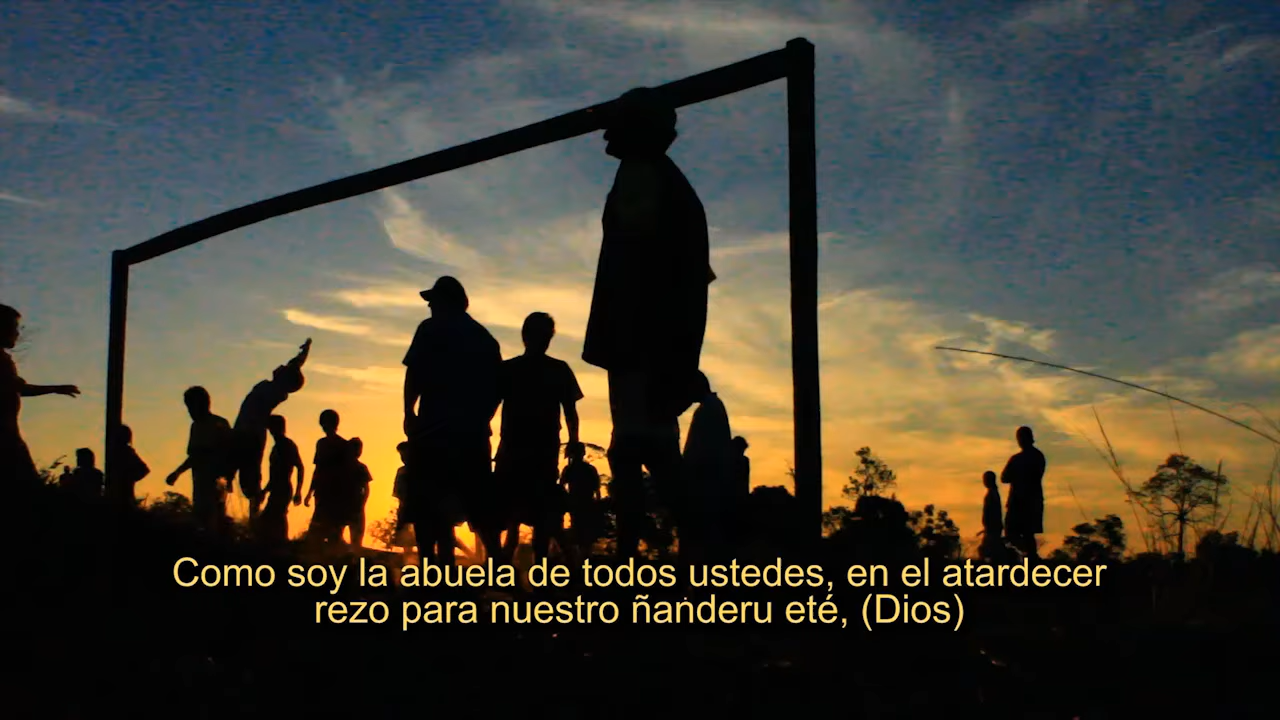 Como soy la abuela de todos ustedes, en el atardecer
rezo para nuestro ñanderu eté, (Dios)